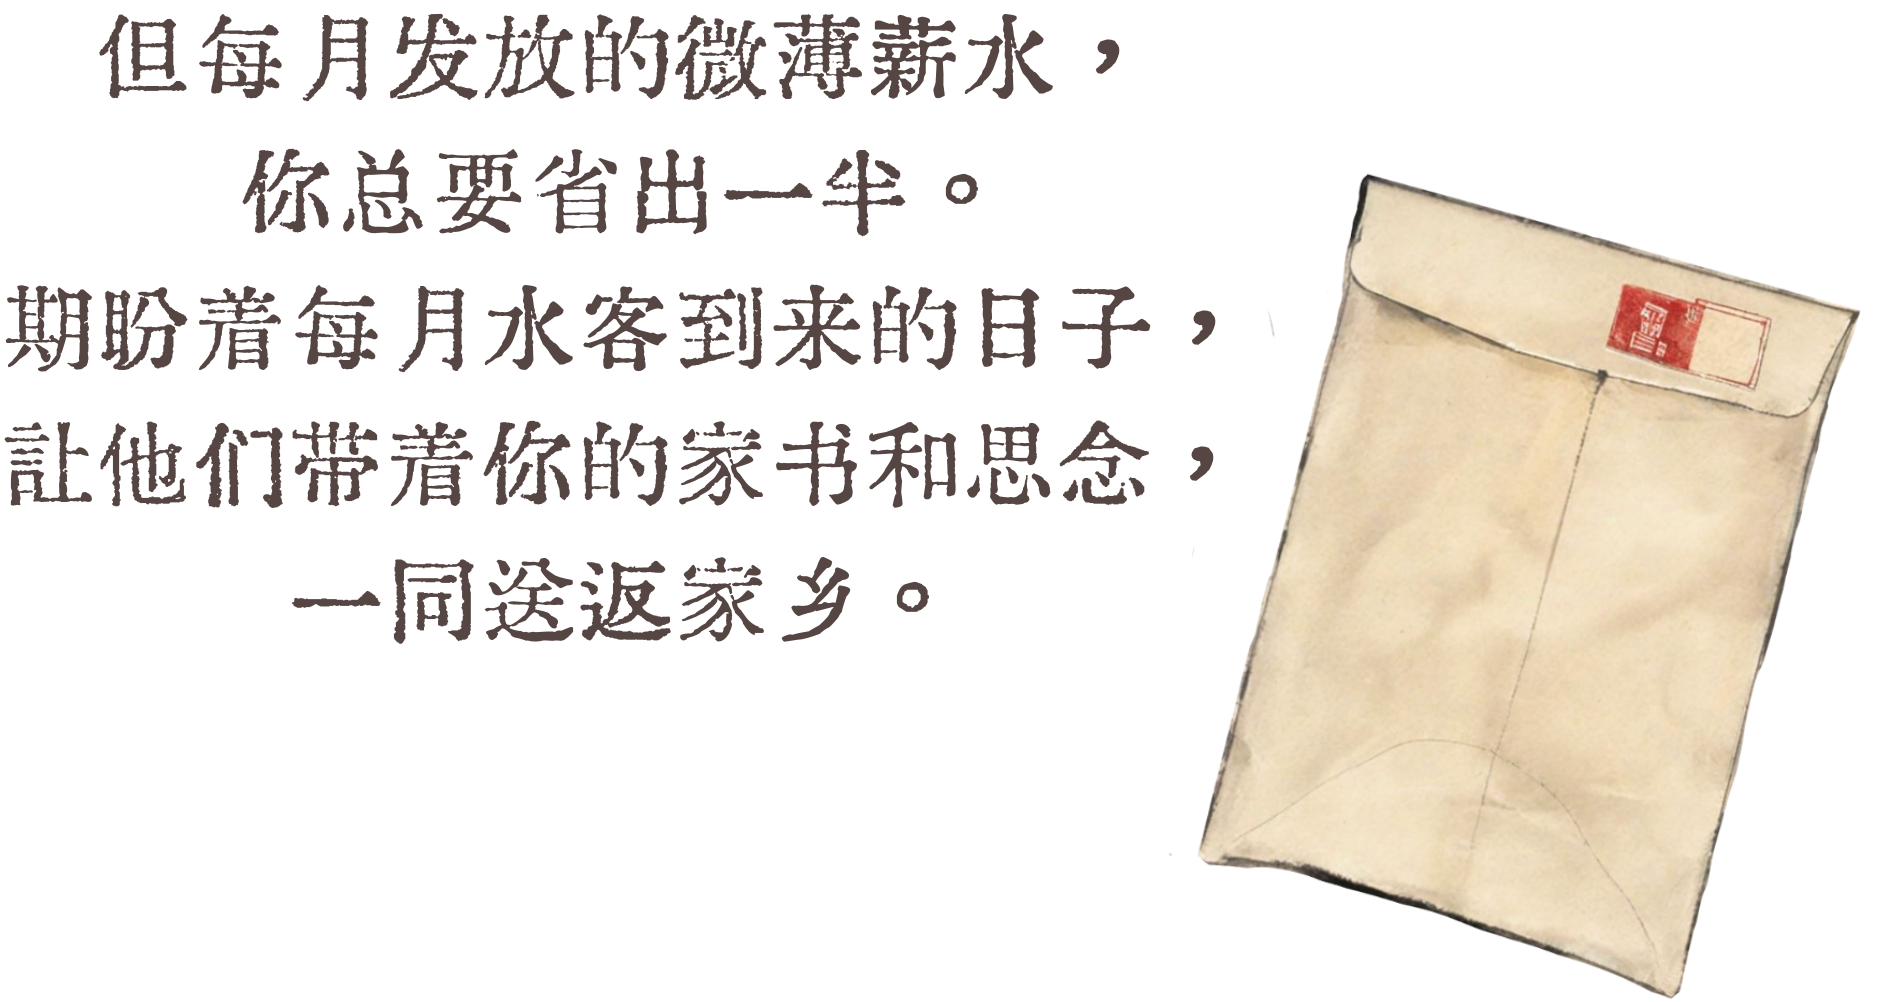 但每月发放的微薄薪水，
你总要省出一半。
期盼着每月水客到来的日子，
让他们带着你的家书和思念，
一同送返家乡。